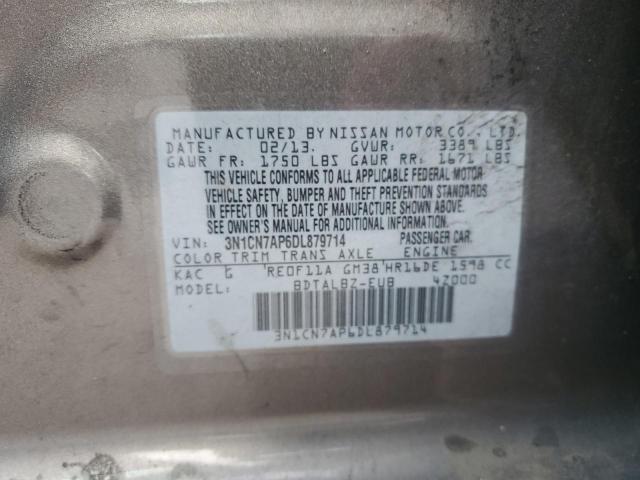 MANUFACTURED BY NISSAN MOTOR CO., LTD.
DATE: 02/13. GVWR: 3389 LBS
GAWR FR: 1750 LBS GAWR RR: 1671 LBS
THIS VEHICLE CONFORMS TO ALL APPLICABLE FEDERAL MOTOR
VEHICLE SAFETY, BUMPER AND THEFT PREVENTION STANDARDS
IN EFFECT ON THE DATE OF MANUFACTURE SHOWN ABOVE.
SEE OWNER'S MANUAL FOR ADDITIONAL INFORMATION.
VIN: 3N1CN7AP6DL879714 PASSENGER CAR.
COLOR TRIM TRANS AXLE ENGINE
KAC G RE0F11A GM38 HR16DE 1598 CC
MODEL: BDTALBZ-EUB 4Z000
3N1CN7AP6DL879714